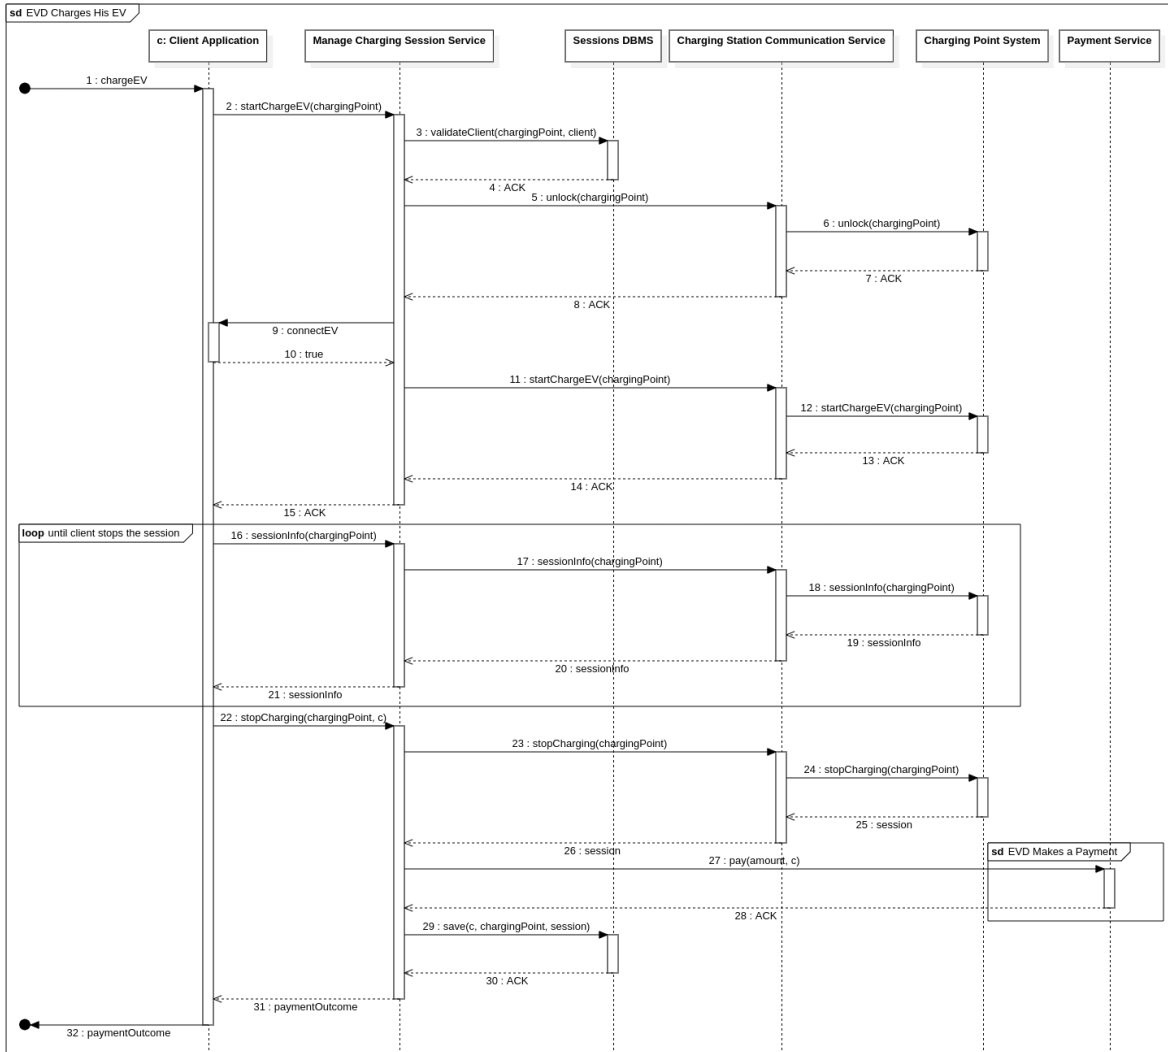 sd EVD Charges His EV
c: Client Application
Manage Charging Session Service
Sessions DBMS
Charging Station Communication Service
Charging Point System
Payment Service
1 : chargeEV
2 : startChargeEV(chargingPoint)
3 : validateClient(chargingPoint, client)
4 : ACK
5 : unlock(chargingPoint)
6 : unlock(chargingPoint)
7 : ACK
8 : ACK
9 : connectEV
10 : true
11 : startChargeEV(chargingPoint)
12 : startChargeEV(chargingPoint)
13 : ACK
14 : ACK
15 : ACK
loop until client stops the session
16 : sessionInfo(chargingPoint)
17 : sessionInfo(chargingPoint)
18 : sessionInfo(chargingPoint)
19 : sessionInfo
20 : sessionInfo
21 : sessionInfo
22 : stopCharging(chargingPoint, c)
23 : stopCharging(chargingPoint)
24 : stopCharging(chargingPoint)
25 : session
26 : session
sd EVD Makes a Payment
27 : pay(amount, c)
28 : ACK
29 : save(c, chargingPoint, session)
30 : ACK
31 : paymentOutcome
32 : paymentOutcome